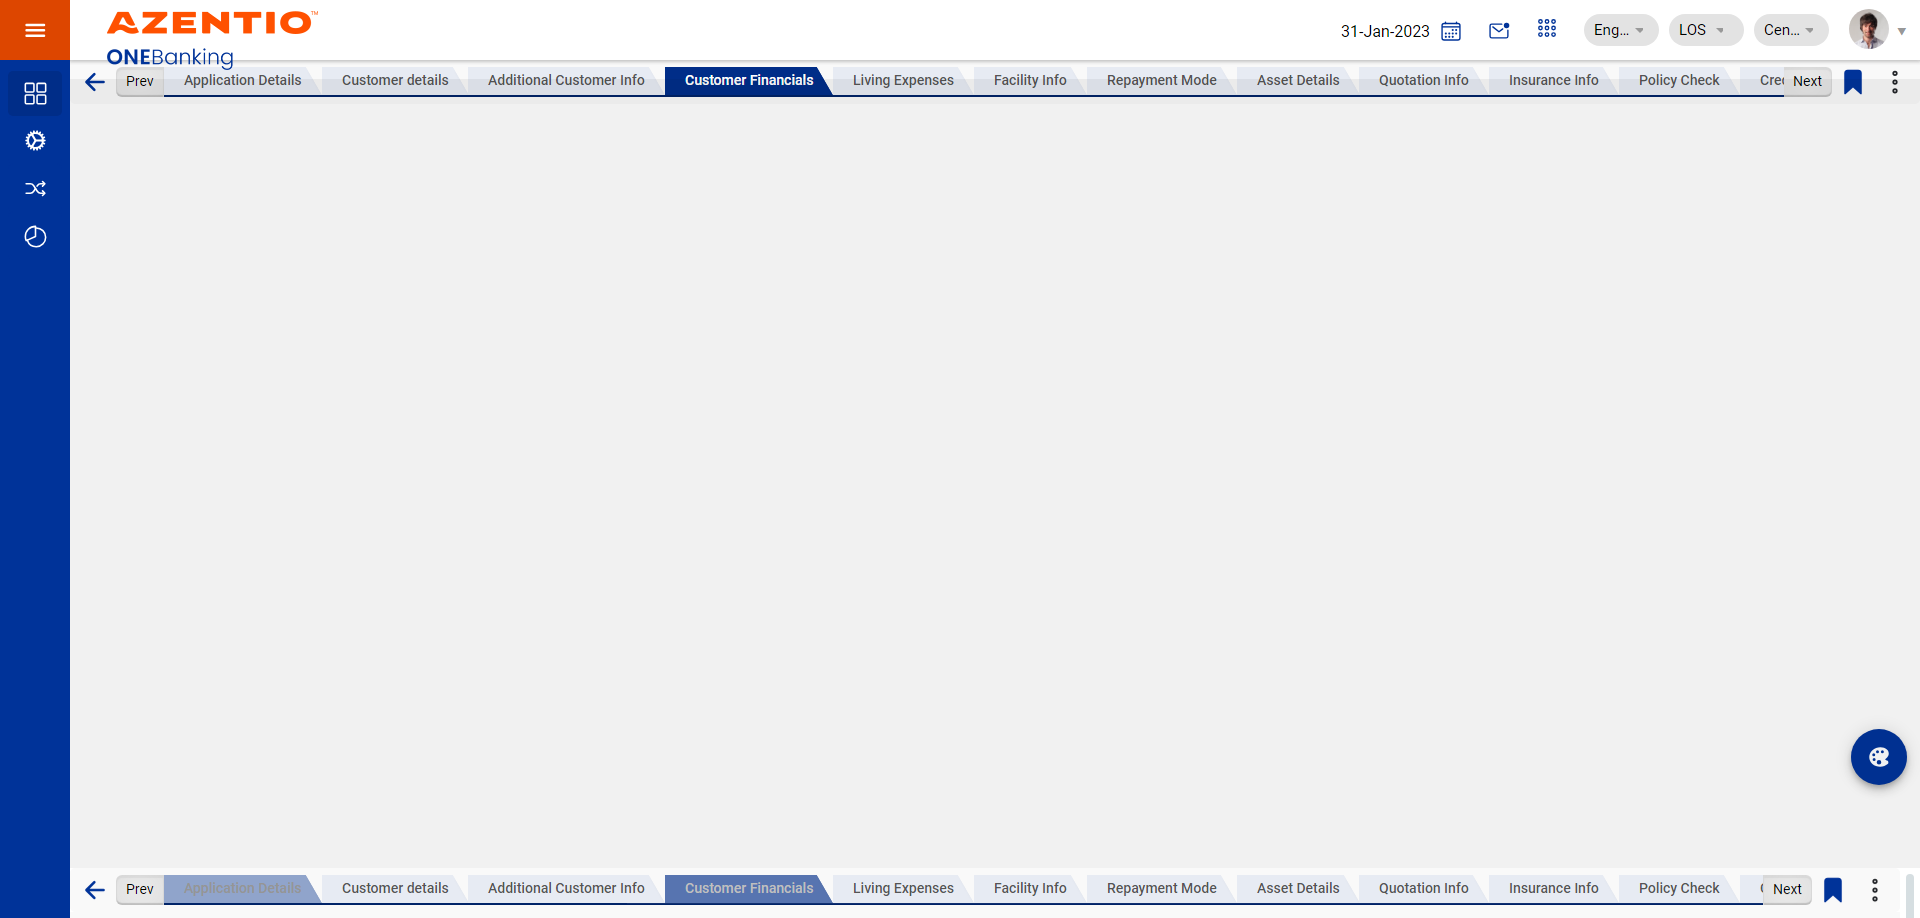 AZENTIO™
ONEBanking
31-Jan-2023
Eng...
LOS
Cen...
Prev
Application Details
Customer details
Additional Customer Info
Customer Financials
Living Expenses
Facility Info
Repayment Mode
Asset Details
Quotation Info
Insurance Info
Policy Check
Next
Prev
Application Details
Customer details
Additional Customer Info
Customer Financials
Living Expenses
Facility Info
Repayment Mode
Asset Details
Quotation Info
Insurance Info
Policy Check
Next